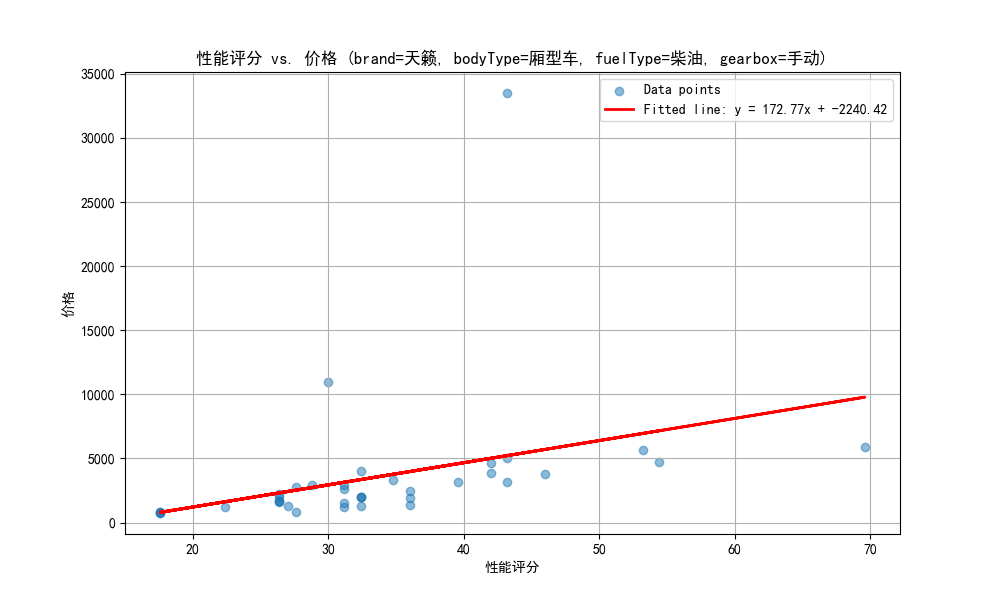 性能评分 vs. 价格 (brand=天籁, bodyType=厢型车, fuelType=柴油, gearbox=手动)
Data points
Fitted line: y = 172.77x + -2240.42
35000
30000
25000
20000
15000
10000
5000
0
价格
20 30 40 50 60 70
性能评分